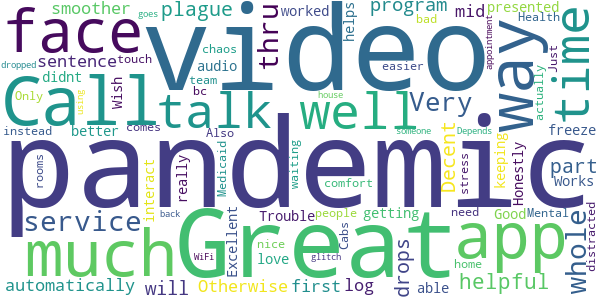 smoother plague thru program mid presented
face video way time
sentence worked helps Health goes
didnt touch chaos bad
audio easier Just appointment
dropped team
Call talk well Very actually
Only Wish bc using
instead better comes Also house someone Depends freeze
pandemic
rooms interact really Medicaid waiting comfort Decent stress keeping Honestly part
Works
service Trouble people getting need Good Mental
back Excellent nice Cabs home
much Great app whole distracted
WiFi love glitch drops able helpful
automatically will Otherwise first log